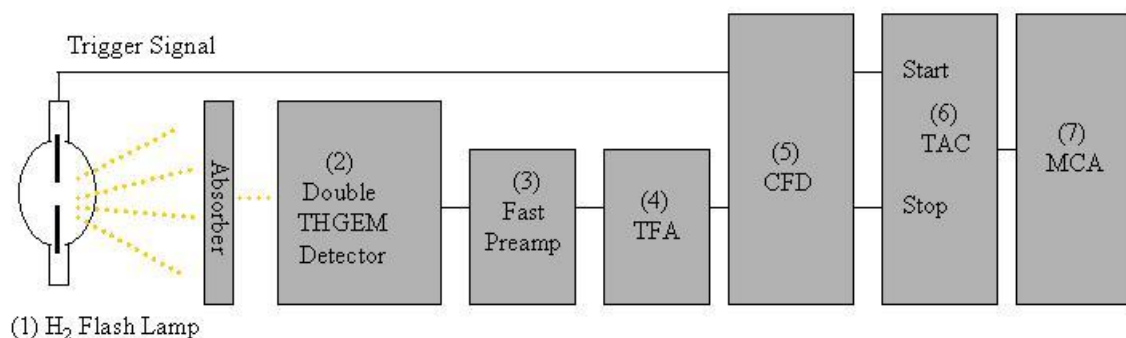 Trigger Signal
(1) H₂ Flash Lamp
Absorber
(2)
Double
THGEM
Detector
(3)
Fast
Preamp
(4)
TFA
(5)
CFD
Start
(6)
TAC
Stop
(7)
MCA